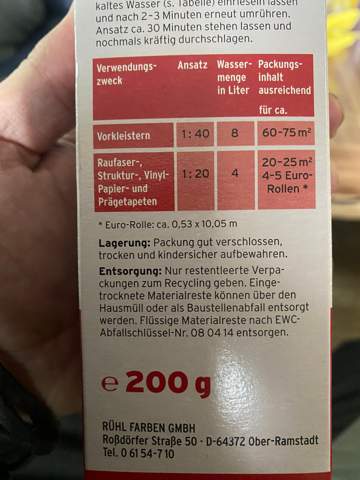 kaltes Wasser (s. Tabelle) einrieseln lassen
und nach 2–3 Minuten erneut umrühren.
Ansatz ca. 30 Minuten stehen lassen und
nochmals kräftig durchschlagen.
Verwendungs-
zweck
Ansatz
Wasser-
menge
in Liter
Packungs-
inhalt
ausreichend
für ca.
Vorkleistern 1:40 8 60-75 m²
Raufaser-,
Struktur-, Vinyl-
Papier- und
Prägetapeten
1:20
4
20–25 m²
4-5 Euro-
Rollen *
* Euro-Rolle: ca. 0,53 x 10,05 m
Lagerung: Packung gut verschlossen,
trocken und kindersicher aufbewahren.
Entsorgung: Nur restentleerte Verpa-
ckungen zum Recycling geben. Einge-
trocknete Materialreste können über den
Hausmüll oder als Baustellenabfall entsorgt
werden. Flüssige Materialreste nach EWC-
Abfallschlüssel-Nr. 08 04 14 entsorgen.
e 200 g
RÜHL FARBEN GMBH
Roßdörfer Straße 50 · D-64372 Ober-Ramstadt
Tel. 0 61 54-7 10